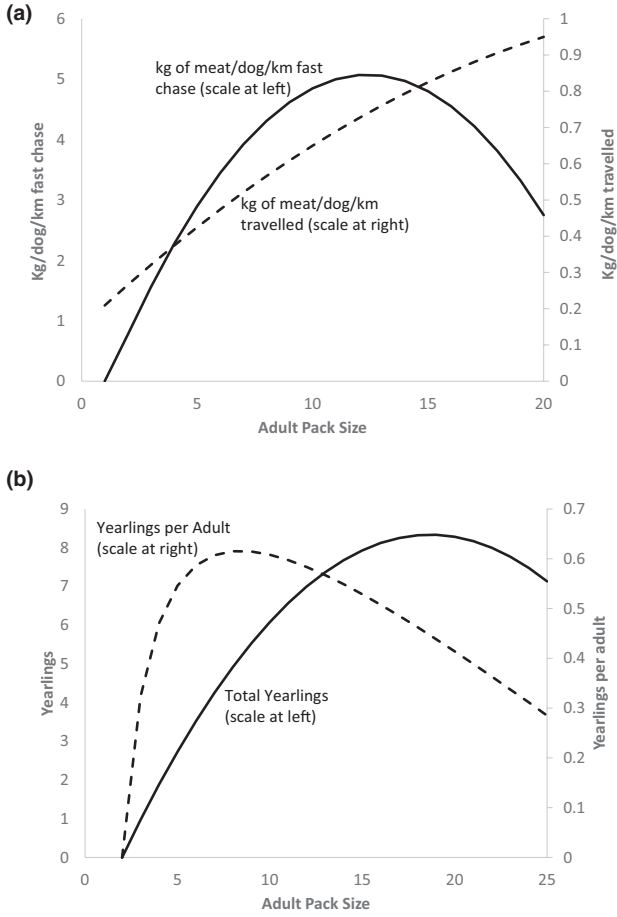 (a)
6
5
4
3
2
1
0
Kg/dog/km fast chase
kg of meat/dog/km fast
chase (scale at left)
kg of meat/dog/km
travelled (scale at right)
1
0.9
0.8
0.7
0.6
0.5
0.4
0.3
0.2
0.1
0
Kg/dog/km travelled
0 5 10 15 20
Adult Pack Size
(b)
9
8
7
6
5
4
3
2
1
0
Yearlings
Yearlings per Adult
(scale at right)
Total Yearlings
(scale at left)
0.7
0.6
0.5
0.4
0.3
0.2
0.1
0
Yearlings per adult
0 5 10 15 20 25
Adult Pack Size